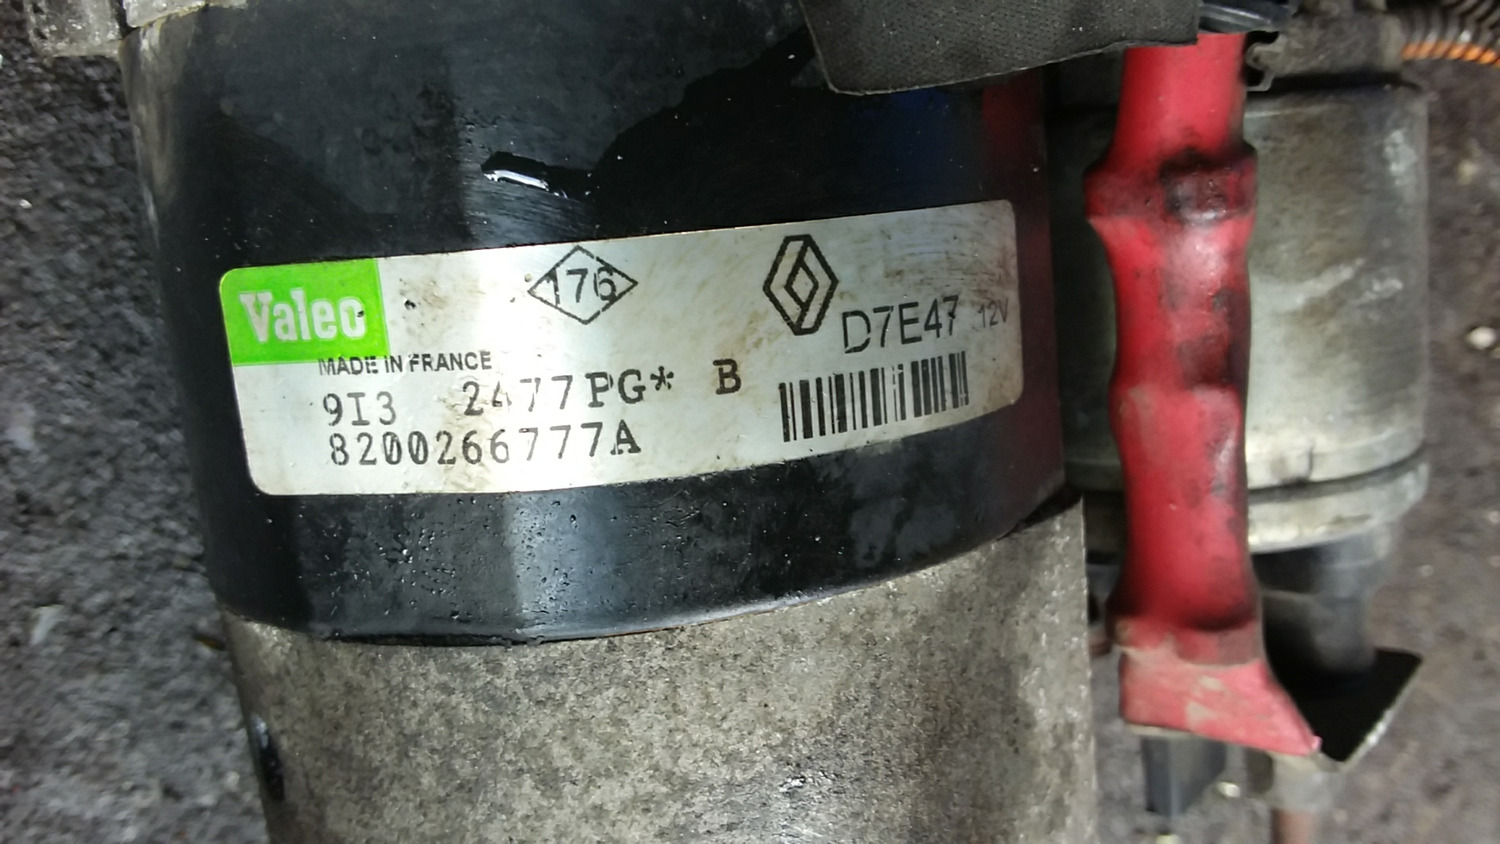 Valeo
176
D7E47 12V
MADE IN FRANCE
9I3 2477PG* B
8200266777A